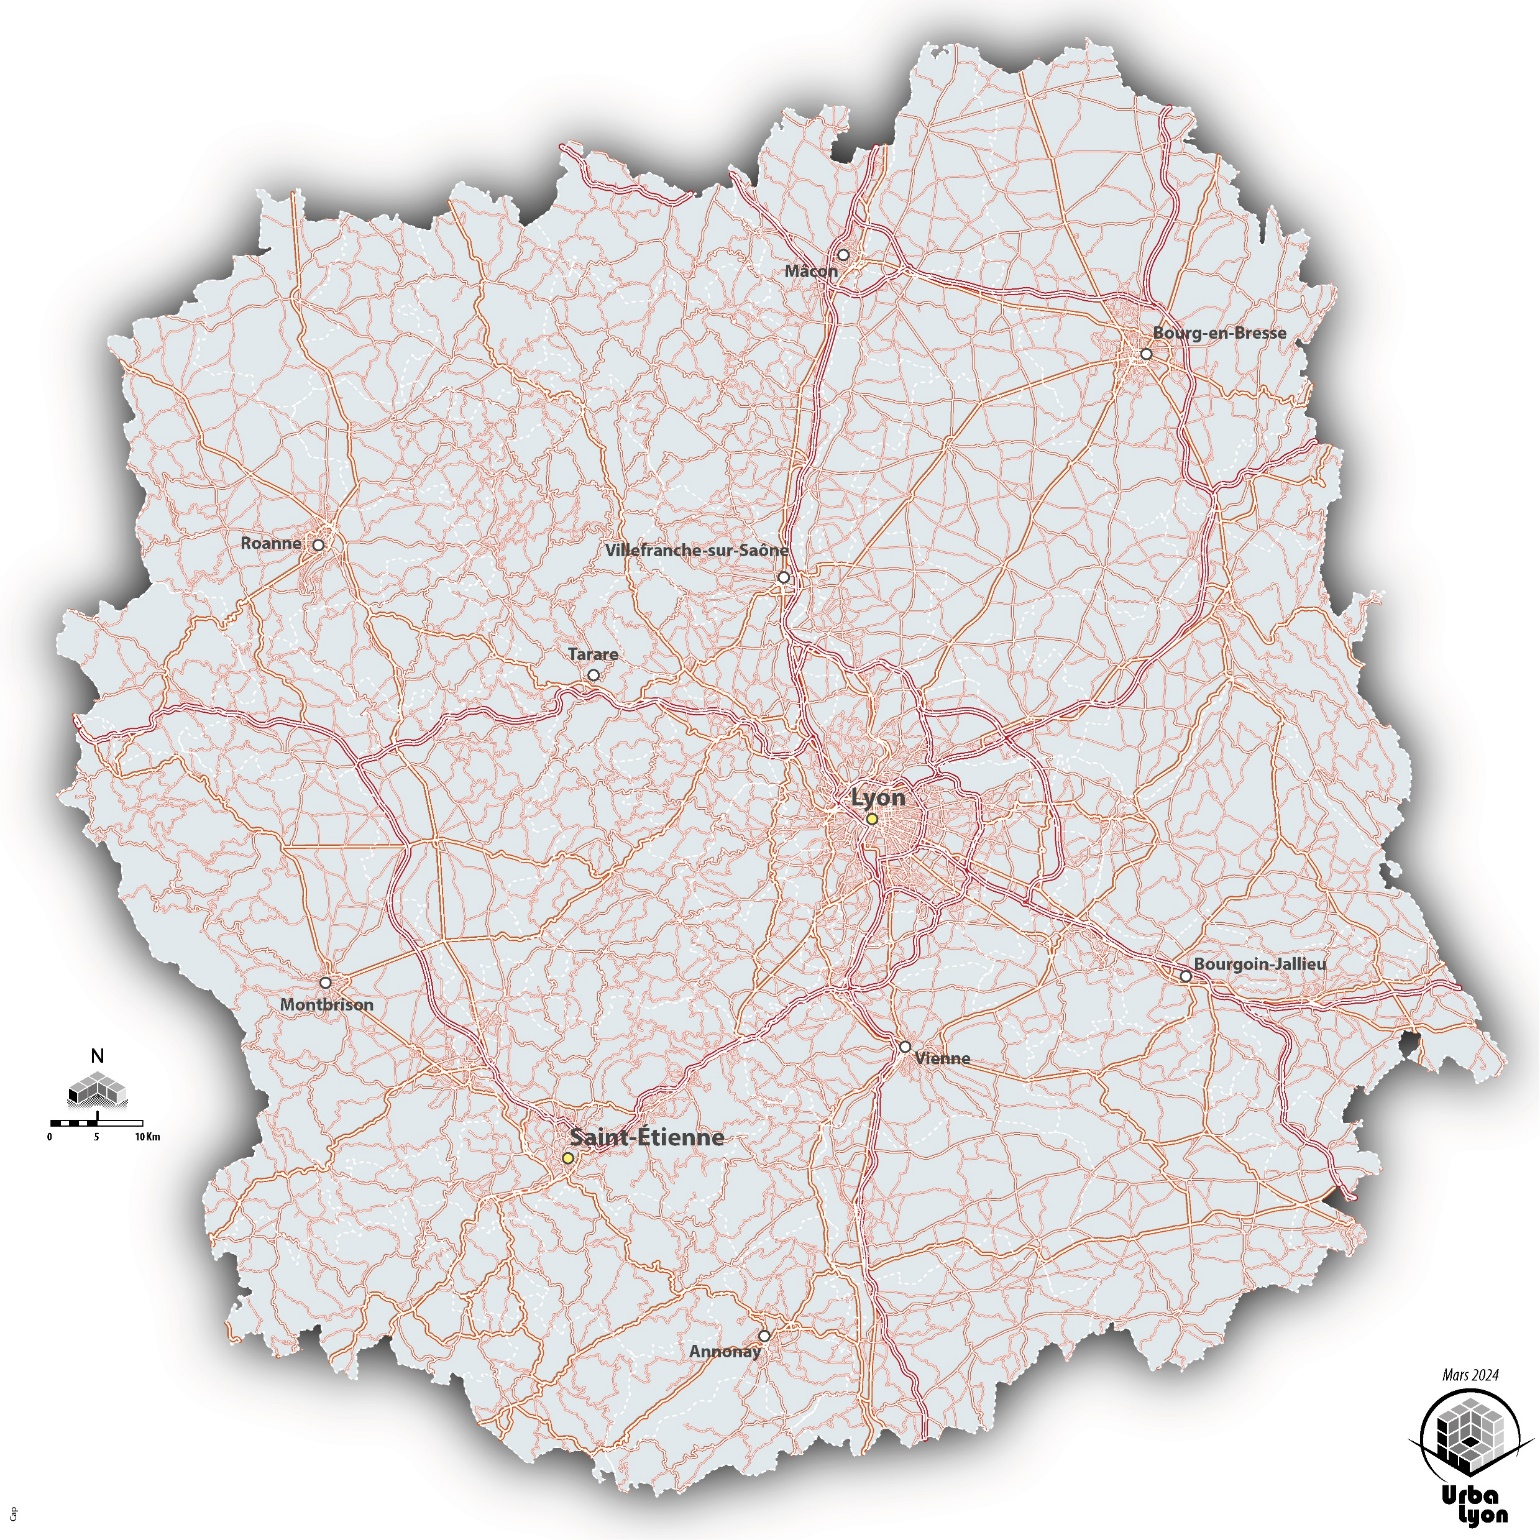 Mâcon
Bourg-en-Bresse
Roanne
Villefranche-sur-Saône
Tarare
Lyon
Bourgoin-Jallieu
Montbrison
Vienne
N
0 5 10 Km
Saint-Étienne
Annonay
Mars 2024
Urba
Lyon
Cap